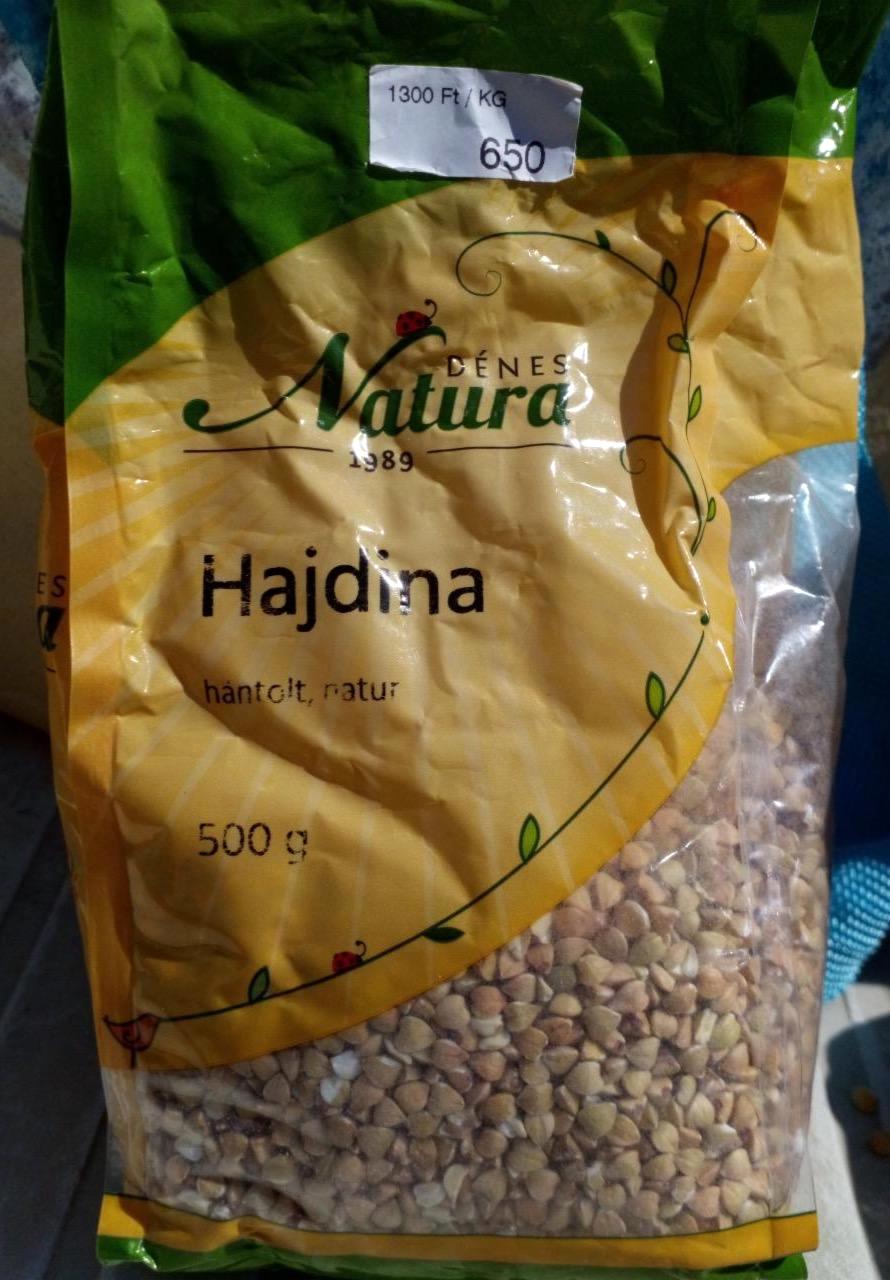 1300 Ft / KG
650
DÉNES
Natura
1989
Hajdina
hántolt, natur
500 g